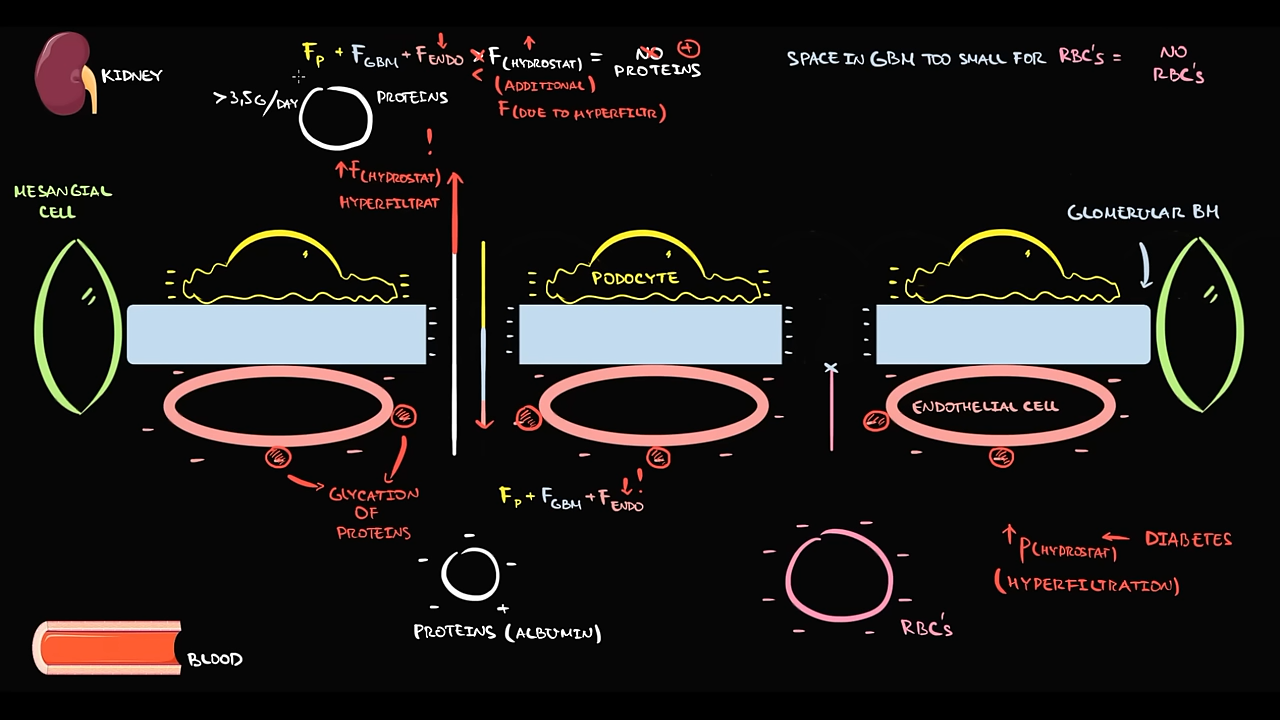 KIDNEY
FP + FGBM + FENDO ↓ × F(HYDROSTAT) ↑ = NO PROTEINS +
< (ADDITIONAL)
F(DUE TO HYPERFILTR)
>3,5G/DAY
PROTEINS
SPACE IN GBM TOO SMALL FOR RBC's = NO RBC's
!
↑F(HYDROSTAT)
HYPERFILTRAT
MESANGIAL
CELL
GLOMERULAR BM
PODOCYTE
ENDOTHELIAL CELL
GLYCATION
OF
PROTEINS
FP + FGBM + FENDO ↓!
PROTEINS (ALBUMIN)
RBC's
↑P(HYDROSTAT) ← DIABETES
(HYPERFILTRATION)
BLOOD